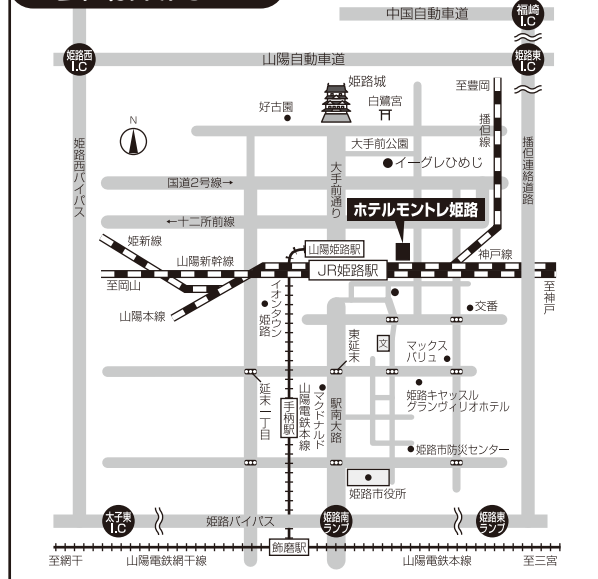 中国自動車道
福崎
I.C
姫路西
I.C
山陽自動車道
姫路東
I.C
姫路城
至豊岡
好古園
白鷺宮
播但線
N
大手前公園
イーグレひめじ
姫路西バイパス
大手前通り
播但連絡道路
国道2号線→
ホテルモントレ姫路
←十二所前線
姫新線
山陽姫路駅
神戸線
山陽新幹線
JR姫路駅
至岡山
至神戸
山陽本線
イオンタウン
姫路
交番
東延末
文
マックス
バリュ
延末一丁目
手柄駅
山陽電鉄本線
マクドナルド
駅南大路
姫路キャッスル
グランヴィリオホテル
姫路市防災センター
姫路市役所
太子東
I.C
姫路バイパス
姫路南
ランプ
姫路東
ランプ
飾磨駅
至網干
山陽電鉄網干線
山陽電鉄本線
至三宮